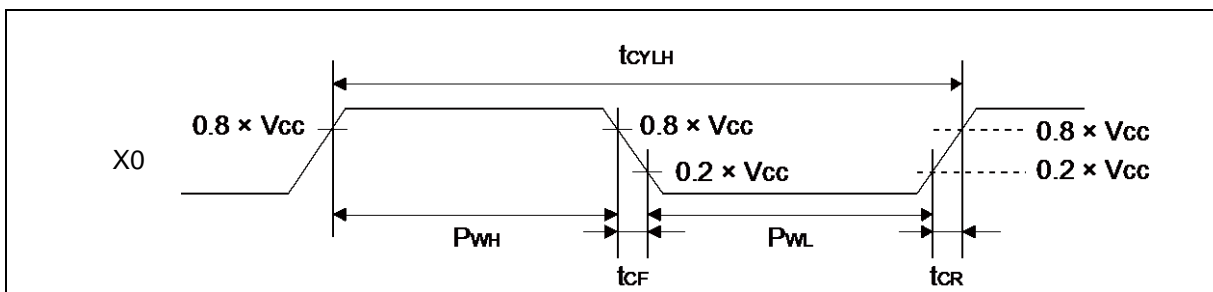 tCYLH
0.8 × VCC
0.8 × VCC
0.8 × VCC
X0
0.2 × VCC
0.2 × VCC
PWH
PWL
tCF
tCR